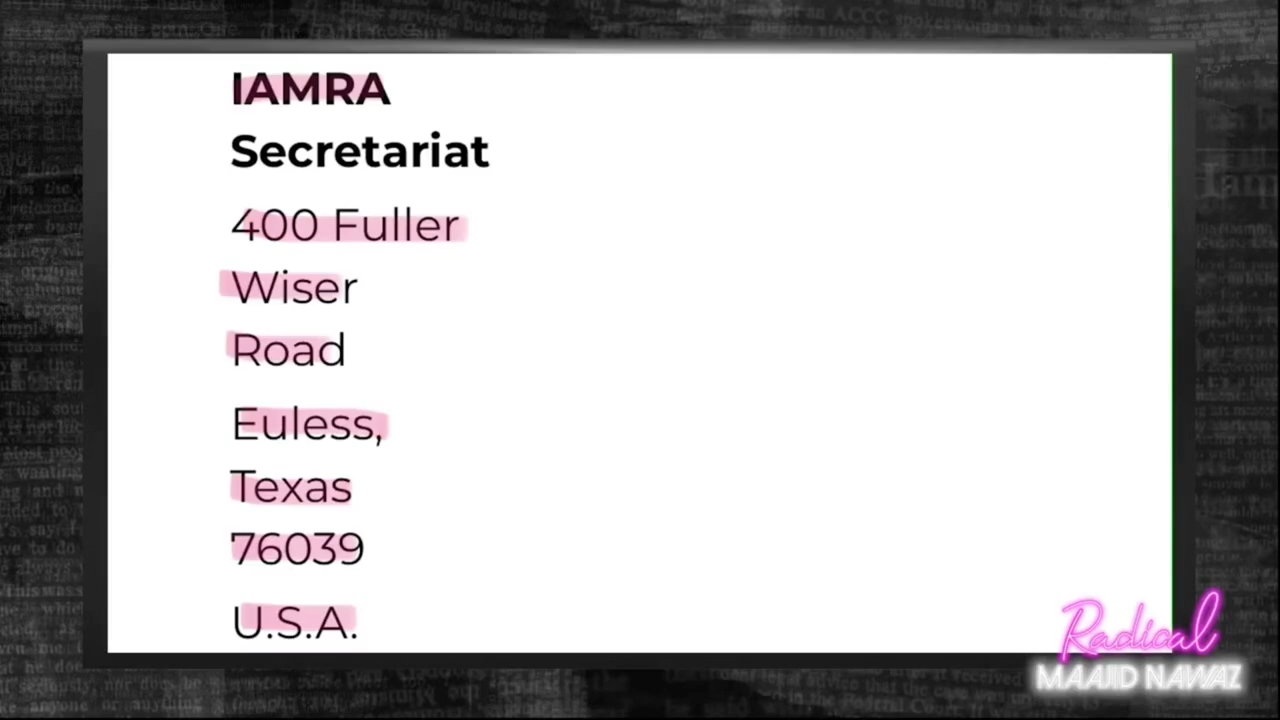 IAMRA
Secretariat
400 Fuller
Wiser
Road
Euless,
Texas
76039
U.S.A.
Radical
MAAJID NAWAZ